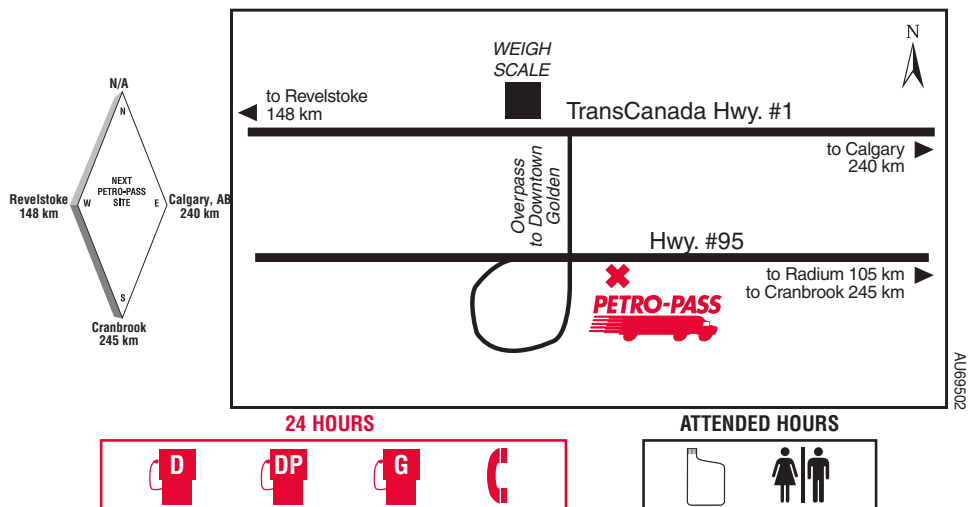 N/A
N
NEXT
PETRO-PASS
SITE
W
E
S
Revelstoke
148 km
Calgary, AB
240 km
Cranbrook
245 km
WEIGH
SCALE
N
to Revelstoke
148 km
TransCanada Hwy. #1
to Calgary
240 km
Overpass
to Downtown
Golden
Hwy. #95
to Radium 105 km
to Cranbrook 245 km
PETRO-PASS
AU69502
24 HOURS
D
DP
G
ATTENDED HOURS